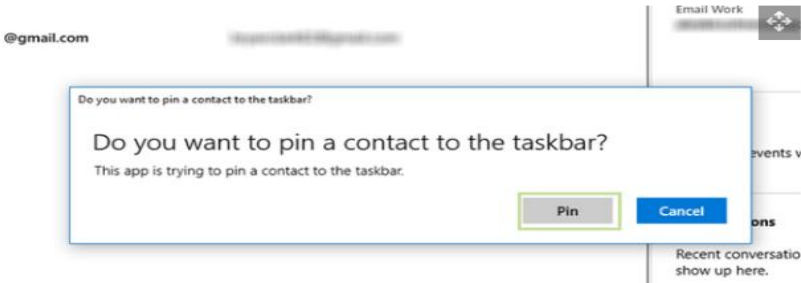 Email Work
@gmail.com
Do you want to pin a contact to the taskbar?
Do you want to pin a contact to the taskbar?
This app is trying to pin a contact to the taskbar.
Pin
Cancel
events
ons
Recent conversatio
show up here.